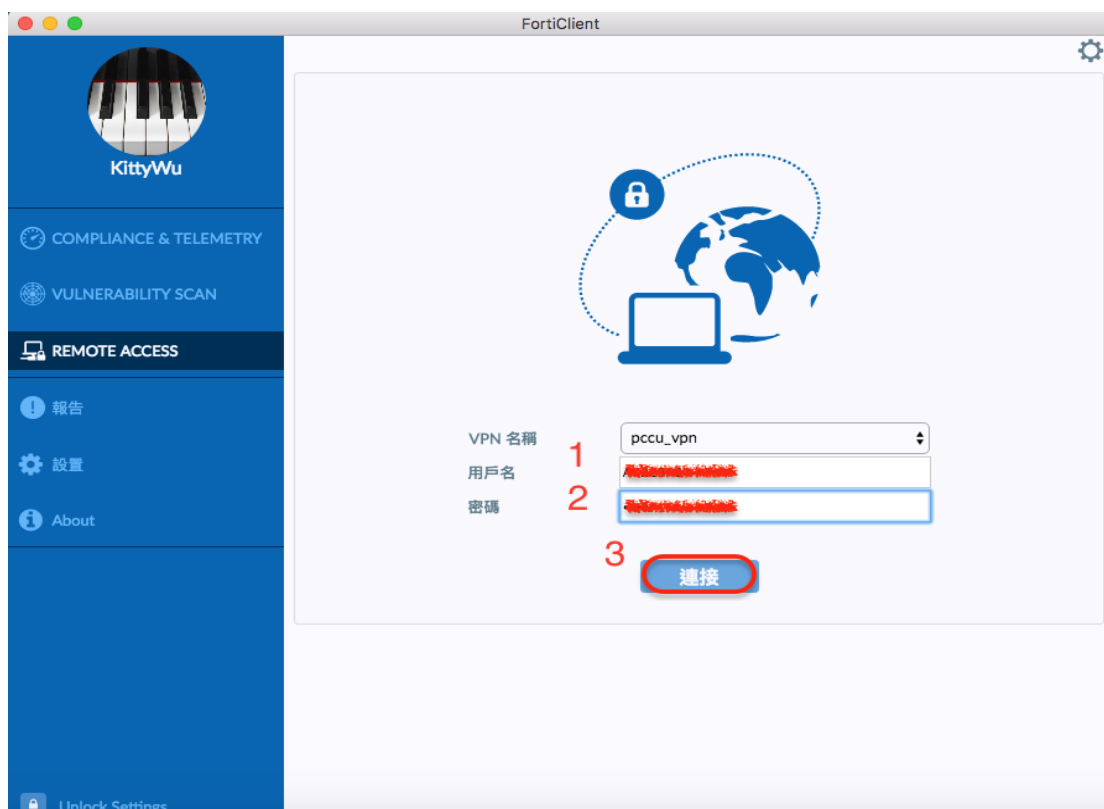 FortiClient
KittyWu
COMPLIANCE & TELEMETRY
VULNERABILITY SCAN
REMOTE ACCESS
報告
設置
About
Unlock Settings
VPN 名稱
pccu_vpn
1
用戶名
2
密碼
3
連接